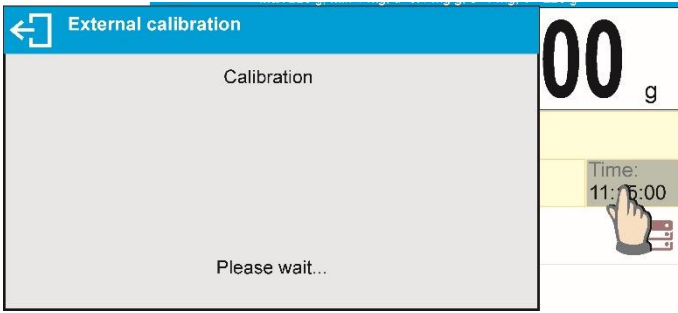 External calibration
Calibration
Please wait...
00 g
Time: